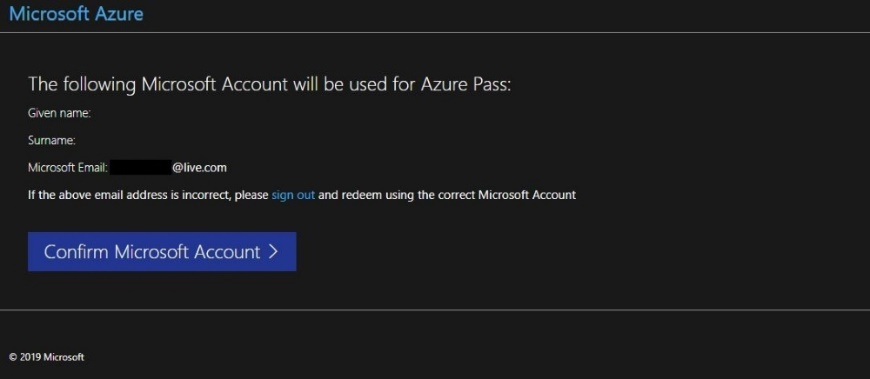 Microsoft Azure
The following Microsoft Account will be used for Azure Pass:
Given name:
Surname:
Microsoft Email: @live.com
If the above email address is incorrect, please sign out and redeem using the correct Microsoft Account
Confirm Microsoft Account >
© 2019 Microsoft